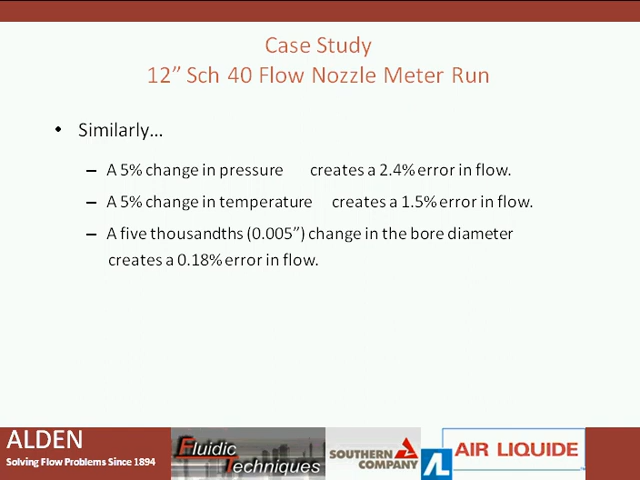 Case Study
12” Sch 40 Flow Nozzle Meter Run
• Similarly...
– A 5% change in pressure creates a 2.4% error in flow.
– A 5% change in temperature creates a 1.5% error in flow.
– A five thousandths (0.005”) change in the bore diameter
creates a 0.18% error in flow.
ALDEN
Solving Flow Problems Since 1894
Fluidic
Techniques
SOUTHERN
COMPANY
AL
AIR LIQUIDE